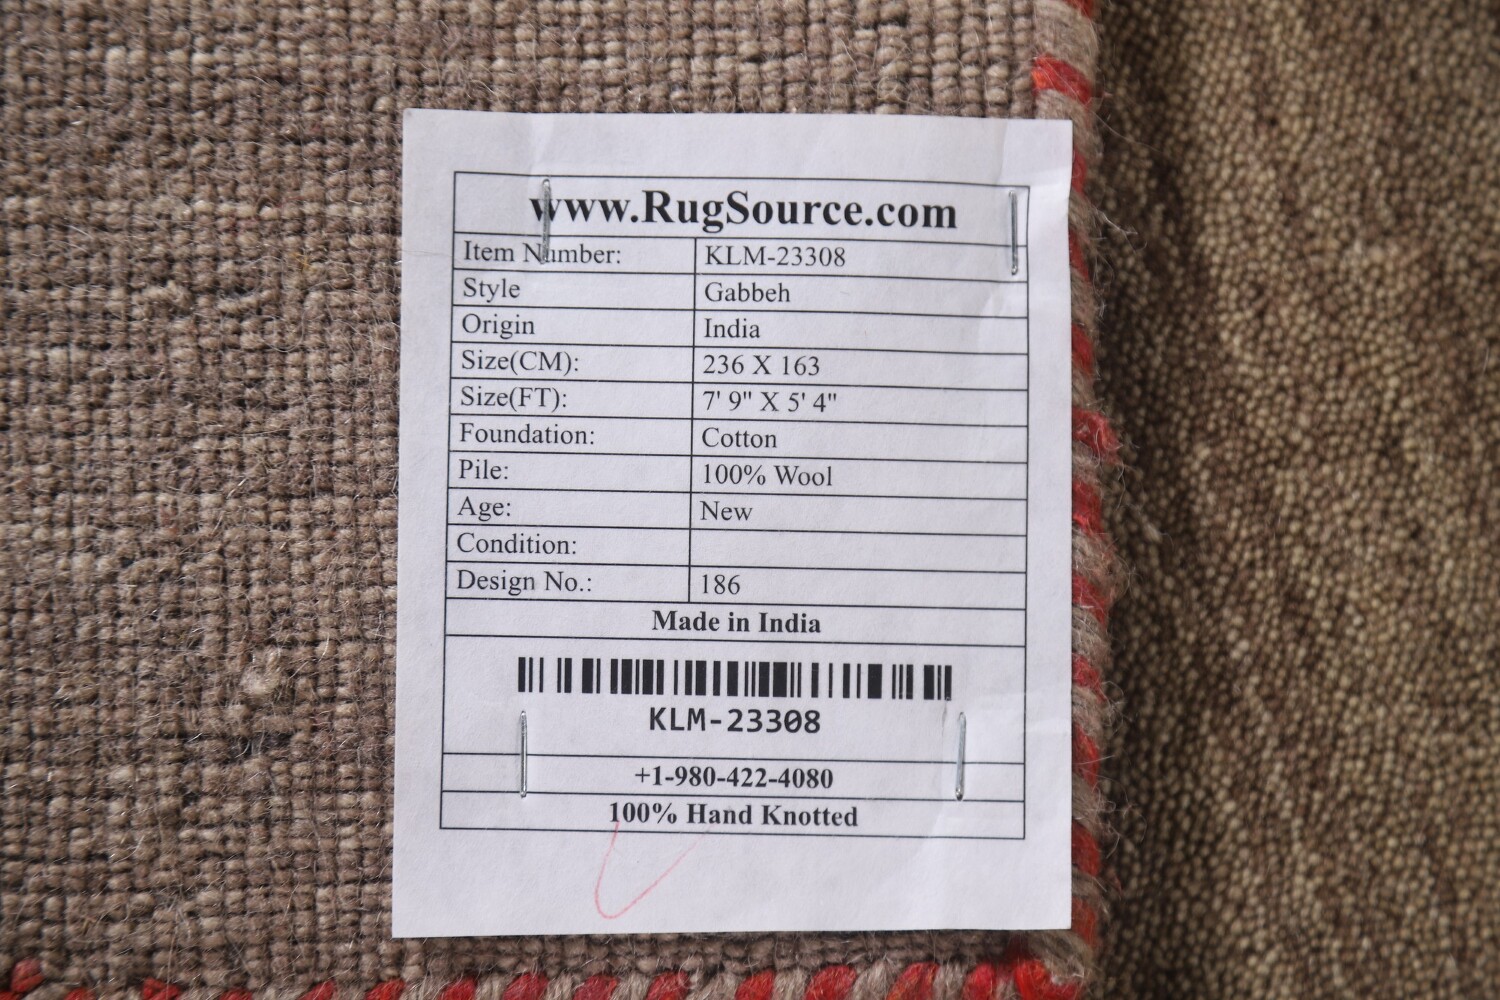 www.RugSource.com
Item Number: KLM-23308
Style Gabbeh
Origin India
Size(CM): 236 X 163
Size(FT): 7' 9" X 5' 4"
Foundation: Cotton
Pile: 100% Wool
Age: New
Condition:
Design No.: 186
Made in India
KLM-23308
+1-980-422-4080
100% Hand Knotted